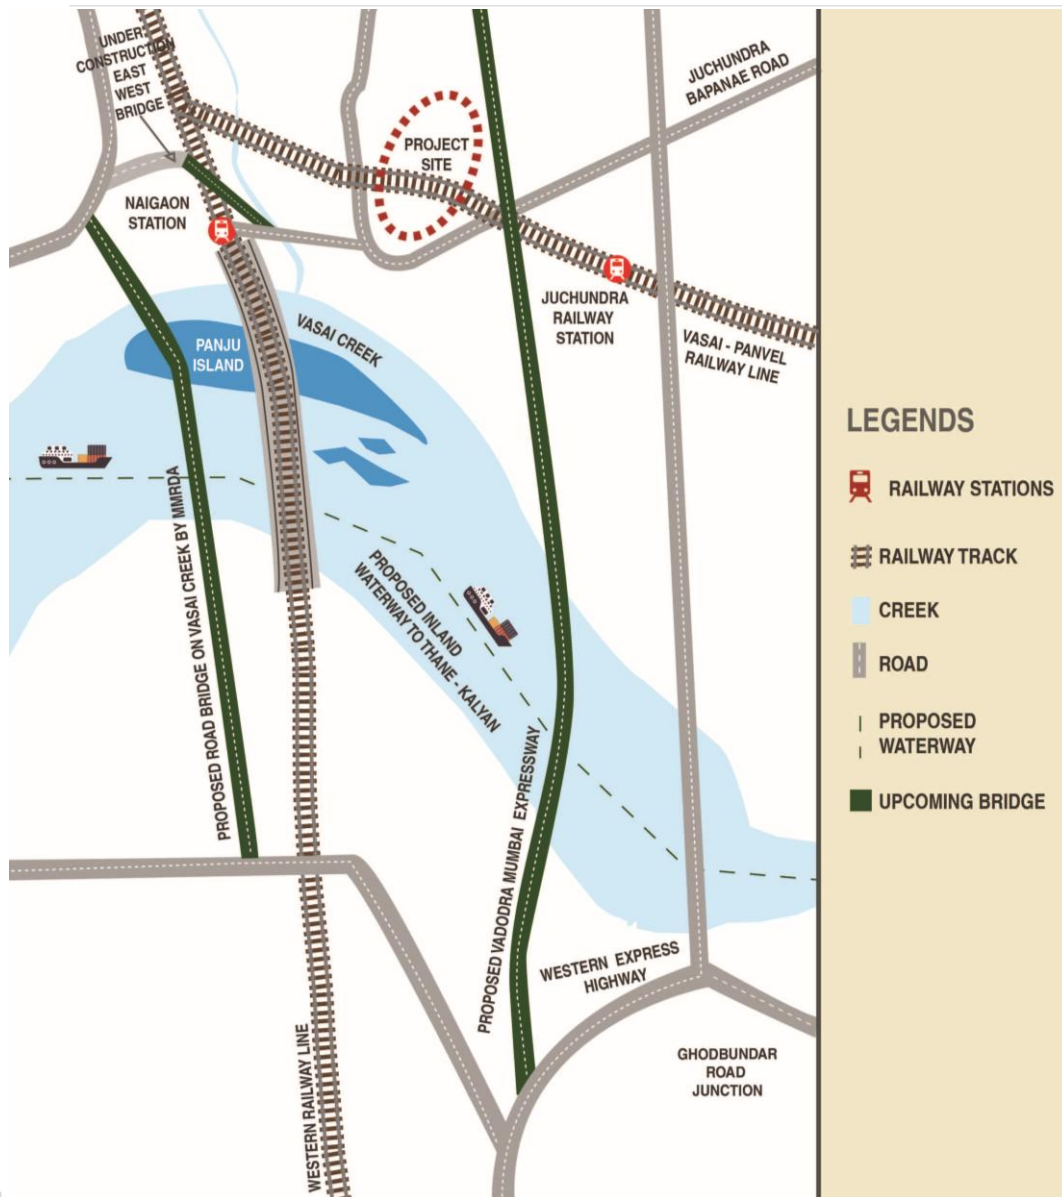 UNDER
CONSTRUCTION
EAST
WEST
BRIDGE
JUCHUNDRA
BAPANAE ROAD
PROJECT
SITE
NAIGAON
STATION
JUCHUNDRA
RAILWAY
STATION
VASAI - PANVEL
RAILWAY LINE
VASAI CREEK
PANJU
ISLAND
PROPOSED ROAD BRIDGE ON VASAI CREEK BY MMRDA
PROPOSED INLAND
WATERWAY TO THANE - KALYAN
PROPOSED VADODRA MUMBAI EXPRESSWAY
WESTERN EXPRESS
HIGHWAY
GHODBUNDAR
ROAD
JUNCTION
WESTERN RAILWAY LINE
LEGENDS
RAILWAY STATIONS
RAILWAY TRACK
CREEK
ROAD
PROPOSED
WATERWAY
UPCOMING BRIDGE